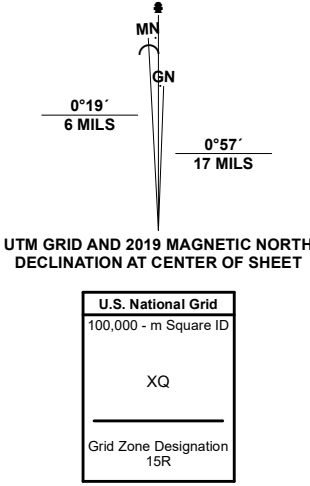 MN
GN
0°19´
6 MILS
0°57´
17 MILS
UTM GRID AND 2019 MAGNETIC NORTH
DECLINATION AT CENTER OF SHEET
U.S. National Grid
100,000 - m Square ID
XQ
Grid Zone Designation
15R